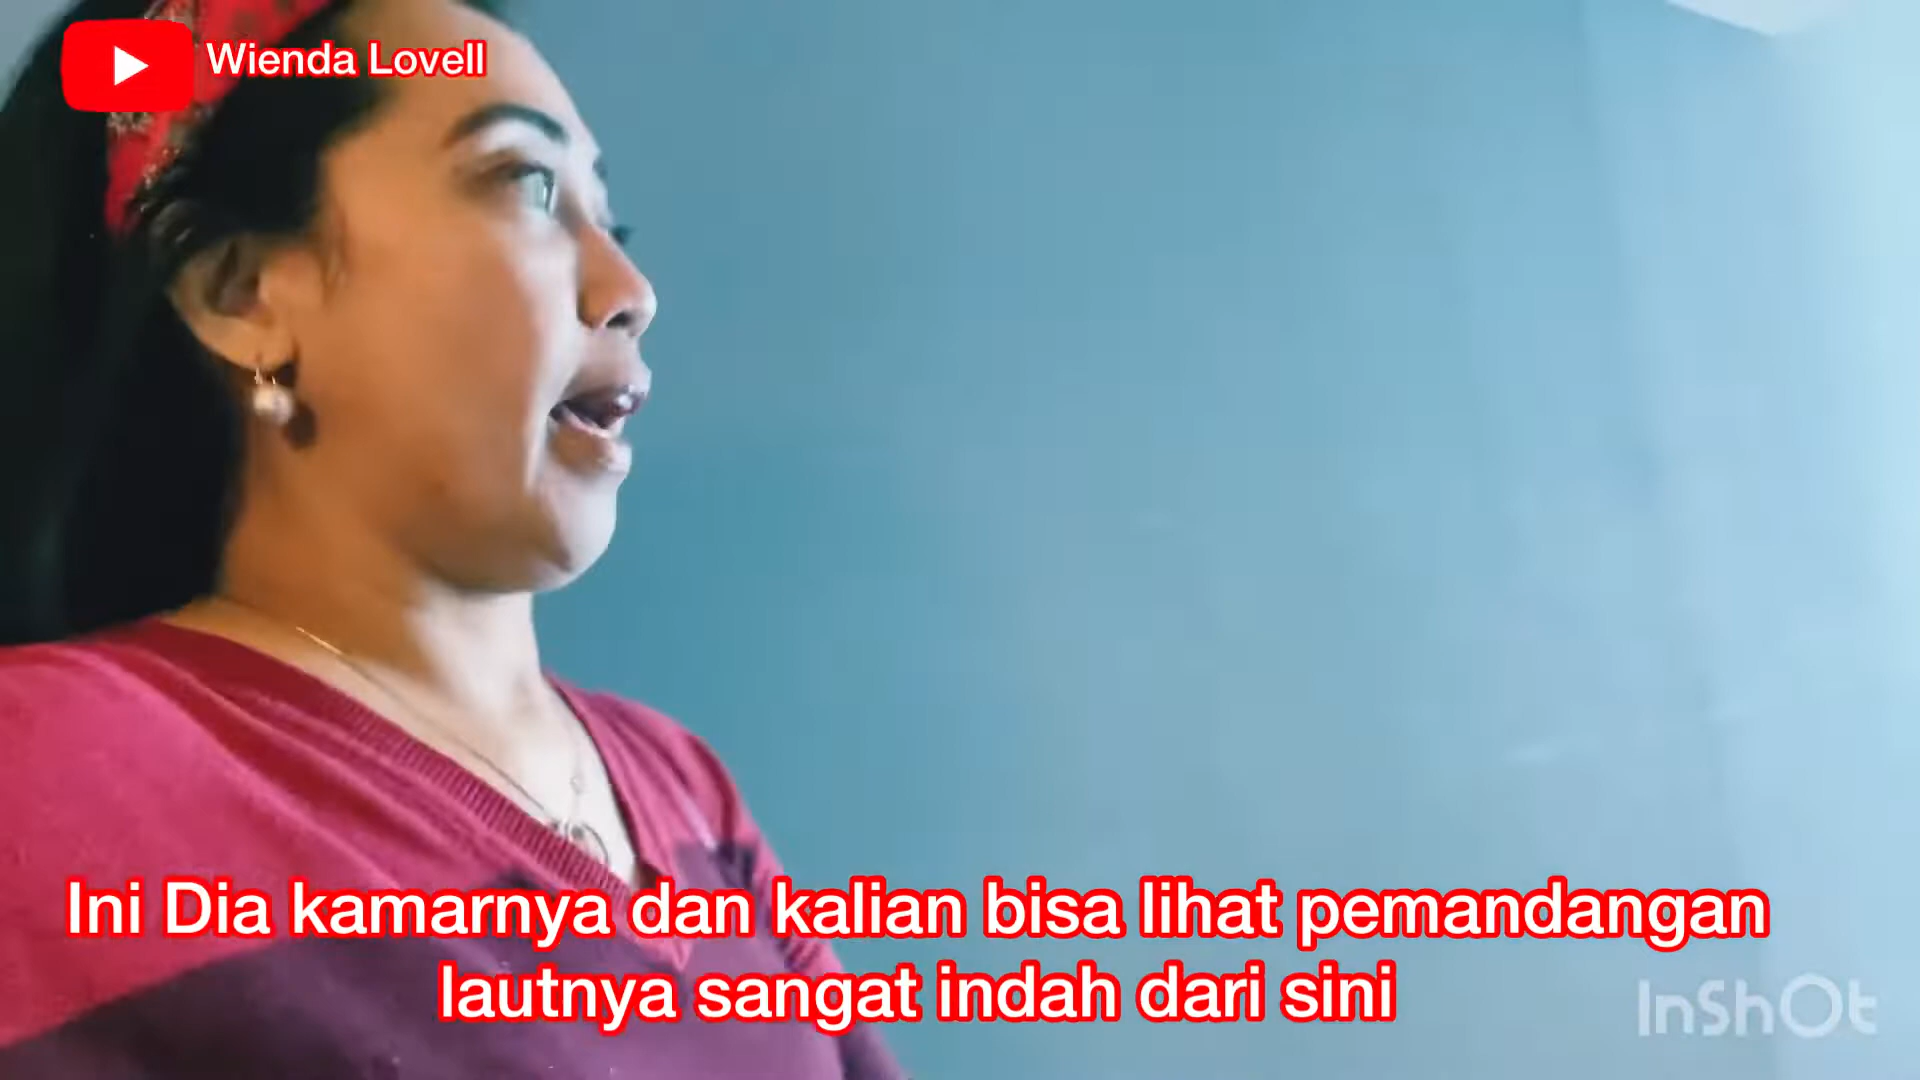 Wienda Lovell
Ini Dia kamarnya dan kalian bisa lihat pemandangan
lautnya sangat indah dari sini
InShOt